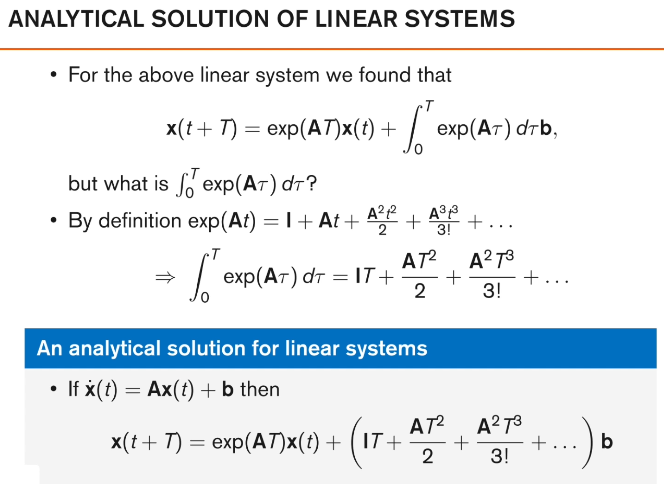 ANALYTICAL SOLUTION OF LINEAR SYSTEMS
• For the above linear system we found that
x(t + T) = exp(AT)x(t) + ∫₀ᵀ exp(Aτ) dτb,
but what is ∫₀ᵀ exp(Aτ) dτ?
• By definition exp(At) = I + At + A²t²/2 + A³t³/3! + …
⇒ ∫₀ᵀ exp(Aτ) dτ = IT + AT²/2 + A²T³/3! + …
An analytical solution for linear systems
• If ẋ(t) = Ax(t) + b then
x(t + T) = exp(AT)x(t) + (IT + AT²/2 + A²T³/3! + …) b